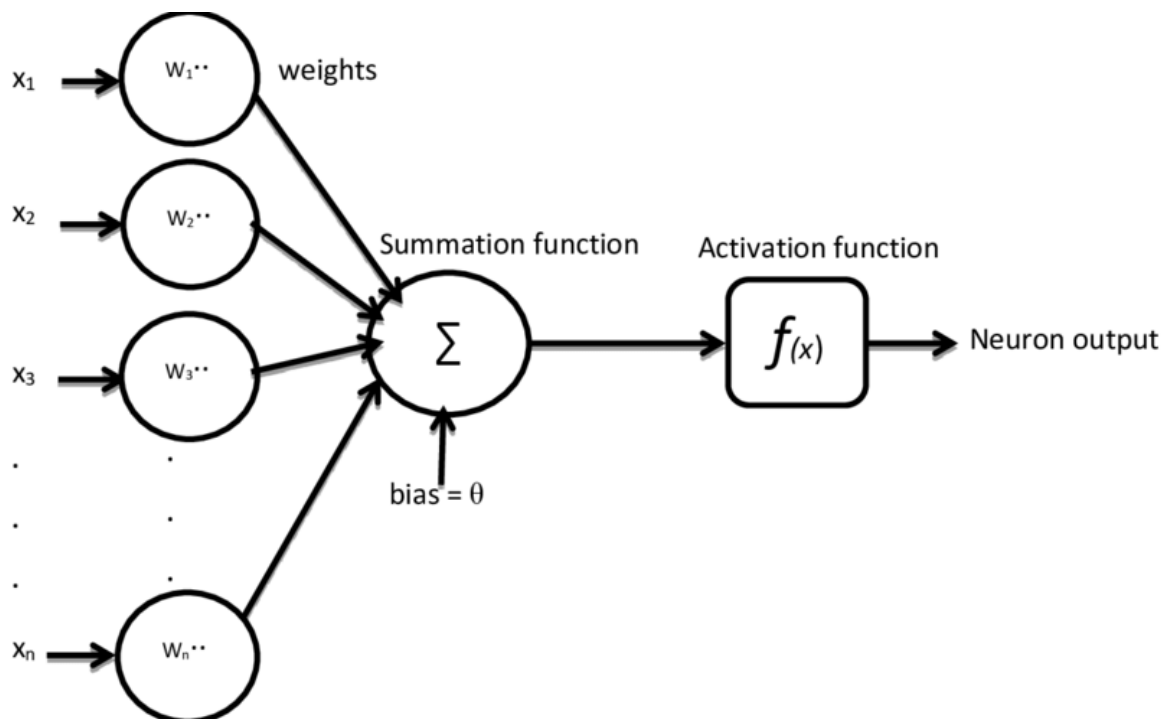 x₁
W₁··
weights
x₂
W₂··
Summation function
Activation function
∑
f(x)
Neuron output
x₃
W₃··
bias = θ
xₙ
Wₙ··